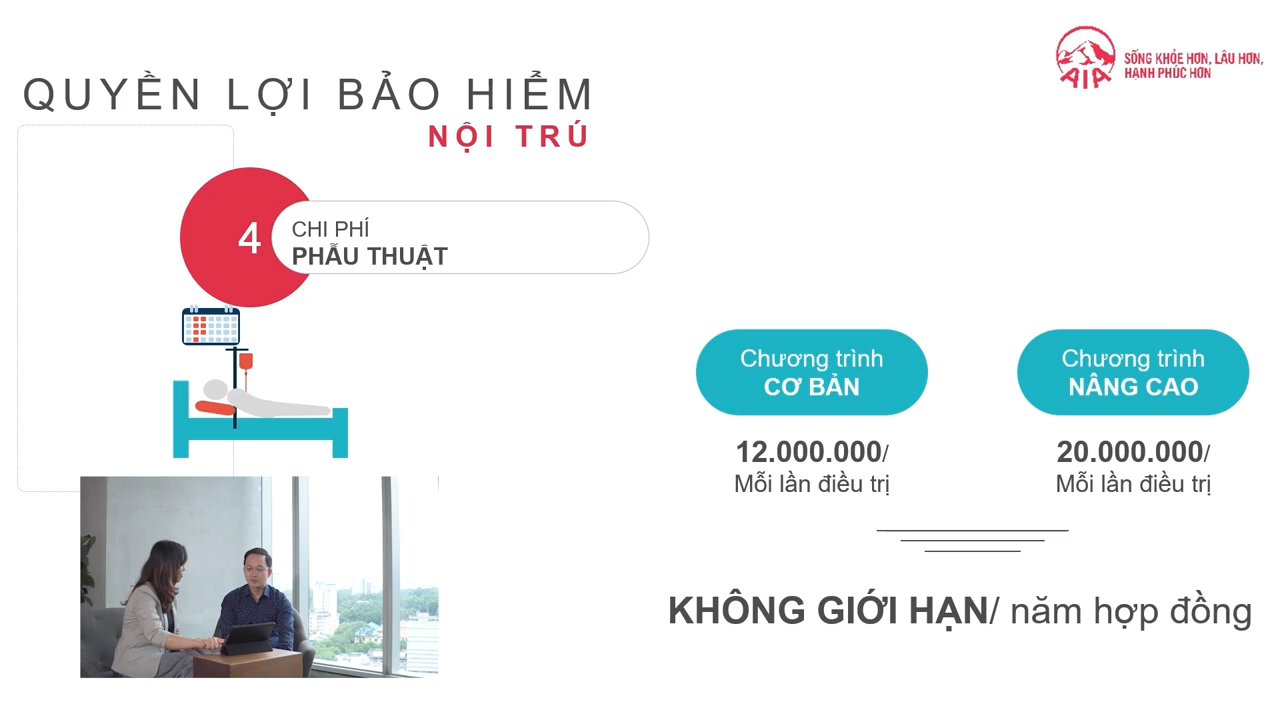 SỐNG KHỎE HƠN, LÂU HƠN,
HẠNH PHÚC HƠN
AIA
QUYỀN LỢI BẢO HIỂM
NỘI TRÚ
4
CHI PHÍ
PHẪU THUẬT
Chương trình
CƠ BẢN
Chương trình
NÂNG CAO
12.000.000/
Mỗi lần điều trị
20.000.000/
Mỗi lần điều trị
KHÔNG GIỚI HẠN/ năm hợp đồng